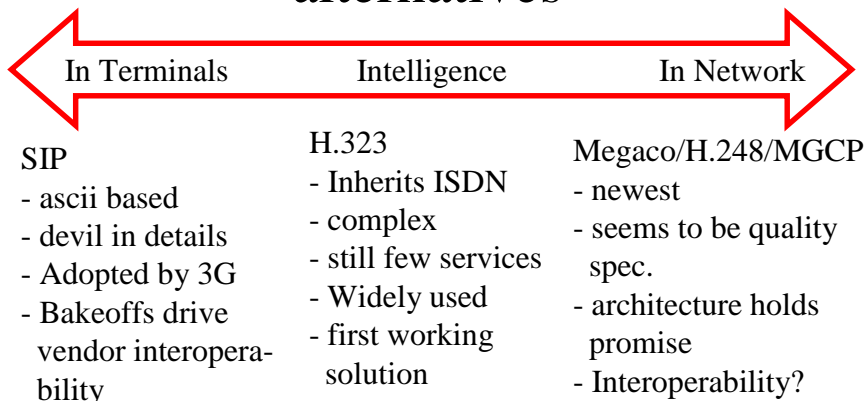 alternatives
In Terminals Intelligence In Network
SIP
- ascii based
- devil in details
- Adopted by 3G
- Bakeoffs drive
vendor interopera-
bility
H.323
- Inherits ISDN
- complex
- still few services
- Widely used
- first working
solution
Megaco/H.248/MGCP
- newest
- seems to be quality
spec.
- architecture holds
promise
- Interoperability?